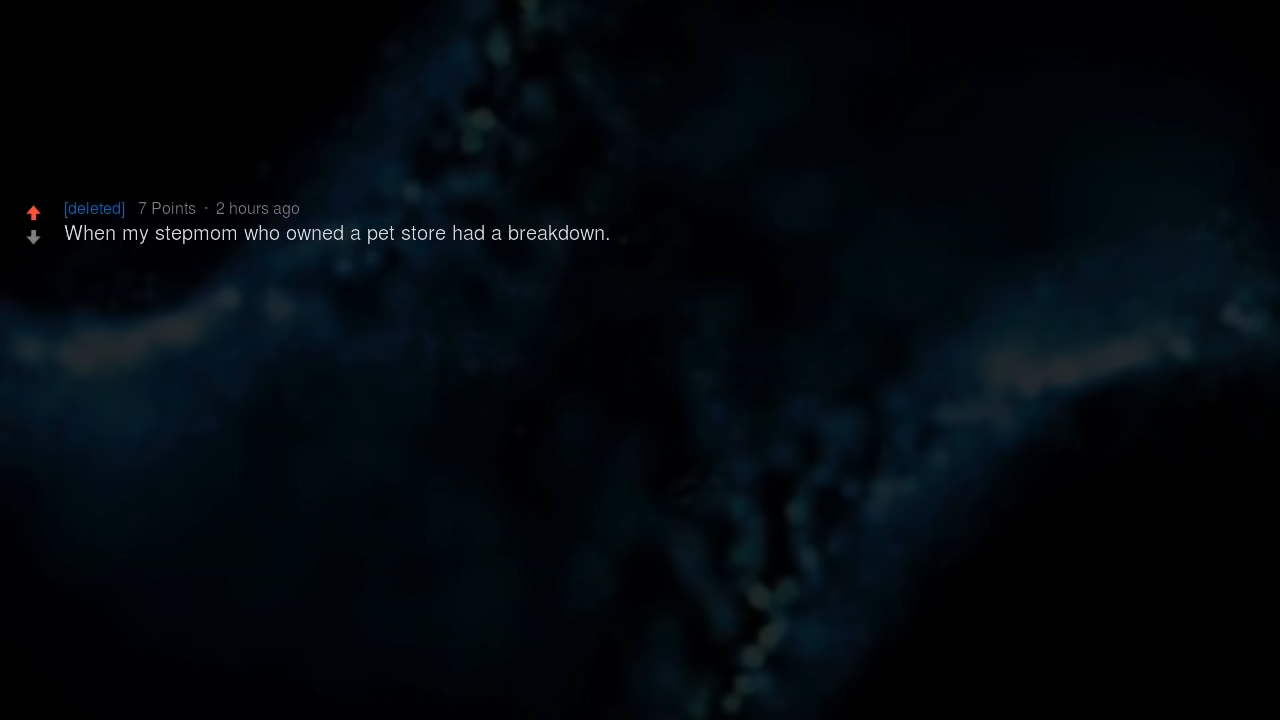 [deleted] 7 Points · 2 hours ago
When my stepmom who owned a pet store had a breakdown.